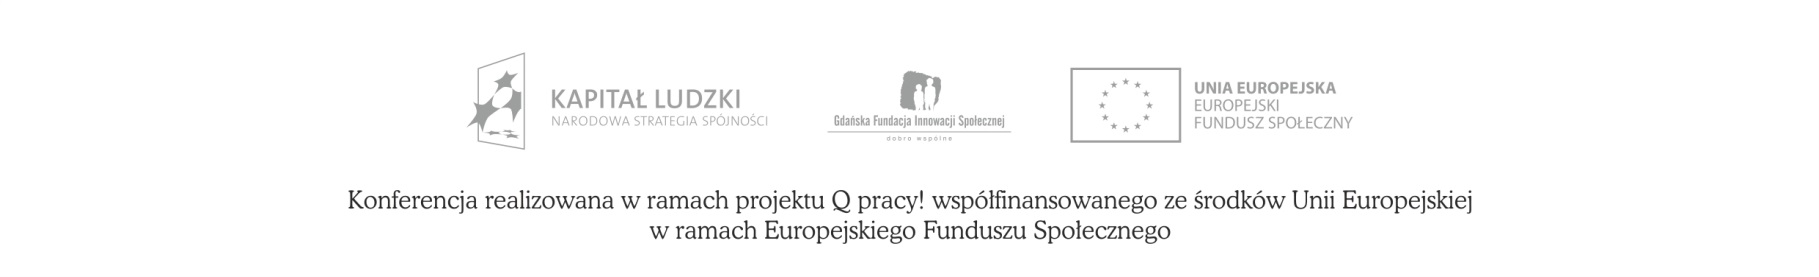 KAPITAŁ LUDZKI
NARODOWA STRATEGIA SPÓJNOŚCI
Gdańska Fundacja Innowacji Społecznej
dobro wspólne
UNIA EUROPEJSKA
EUROPEJSKI
FUNDUSZ SPOŁECZNY
Konferencja realizowana w ramach projektu Q pracy! współfinansowanego ze środków Unii Europejskiej
w ramach Europejskiego Funduszu Społecznego